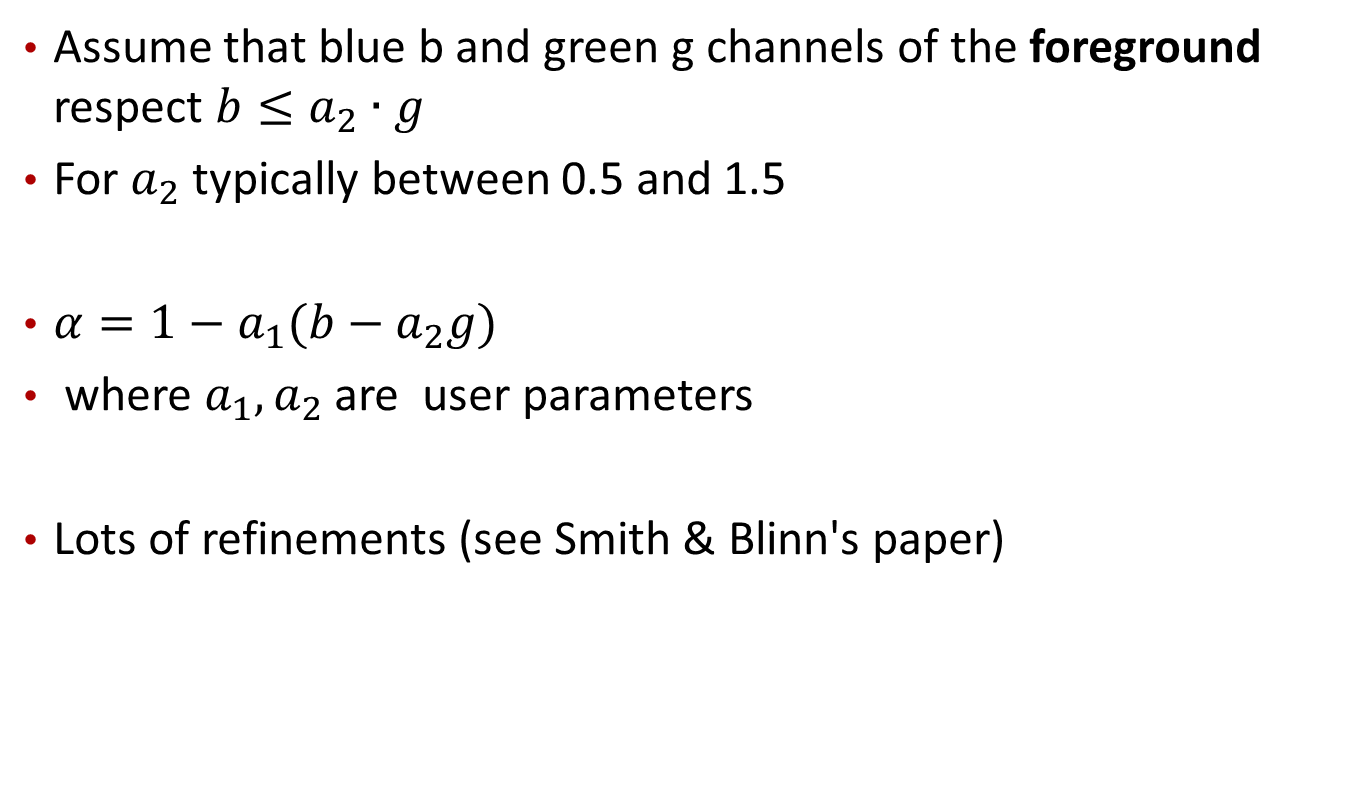 • Assume that blue b and green g channels of the foreground
respect 𝑏 ≤ 𝑎₂ · 𝑔
• For 𝑎₂ typically between 0.5 and 1.5
• 𝛼 = 1 − 𝑎₁(𝑏 − 𝑎₂𝑔)
• where 𝑎₁, 𝑎₂ are  user parameters
• Lots of refinements (see Smith & Blinn's paper)